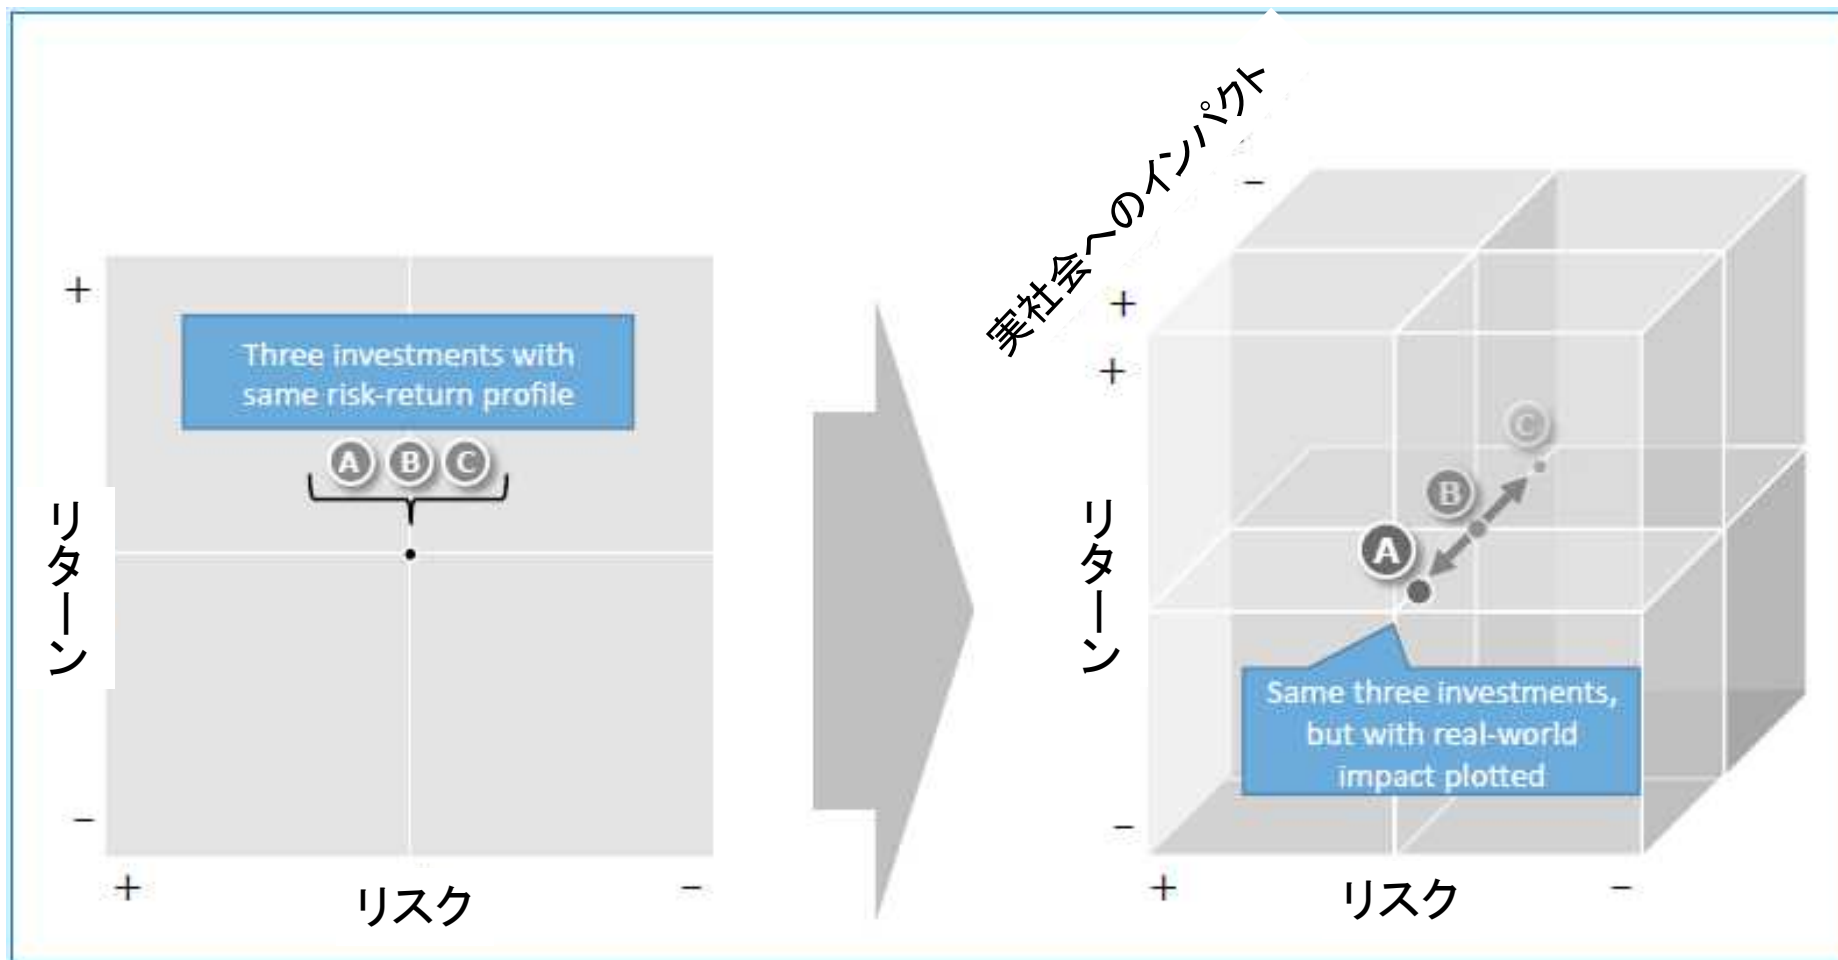 +
Three investments with
same risk-return profile
A B C
リターン
−
+
リスク
−
実社会へのインパクト
−
+
+
C
B
A
リターン
Same three investments,
but with real-world
impact plotted
−
+
リスク
−